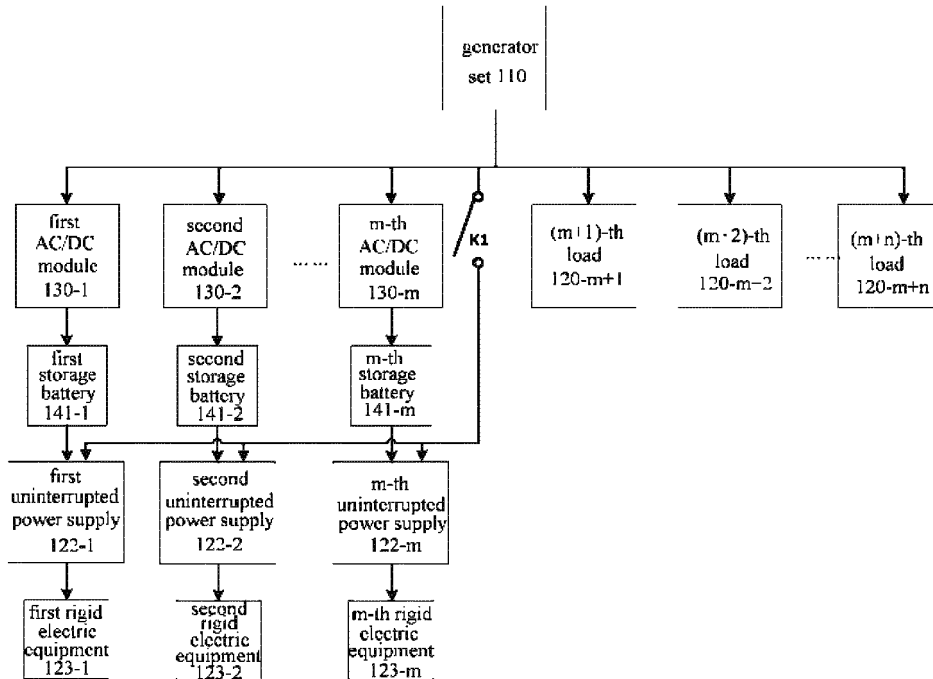 generator
set 110
first
AC/DC
module
130-1
second
AC/DC
module
130-2
... ...
m-th
AC/DC
module
130-m
K1
(m+1)-th
load
120-m+1
(m+2)-th
load
120-m+2
... ...
(m+n)-th
load
120-m+n
first
storage
battery
141-1
second
storage
battery
141-2
m-th
storage
battery
141-m
first
uninterrupted
power supply
122-1
second
uninterrupted
power supply
122-2
m-th
uninterrupted
power supply
122-m
first rigid
electric
equipment
123-1
second
rigid
electric
equipment
123-2
m-th rigid
electric
equipment
123-m